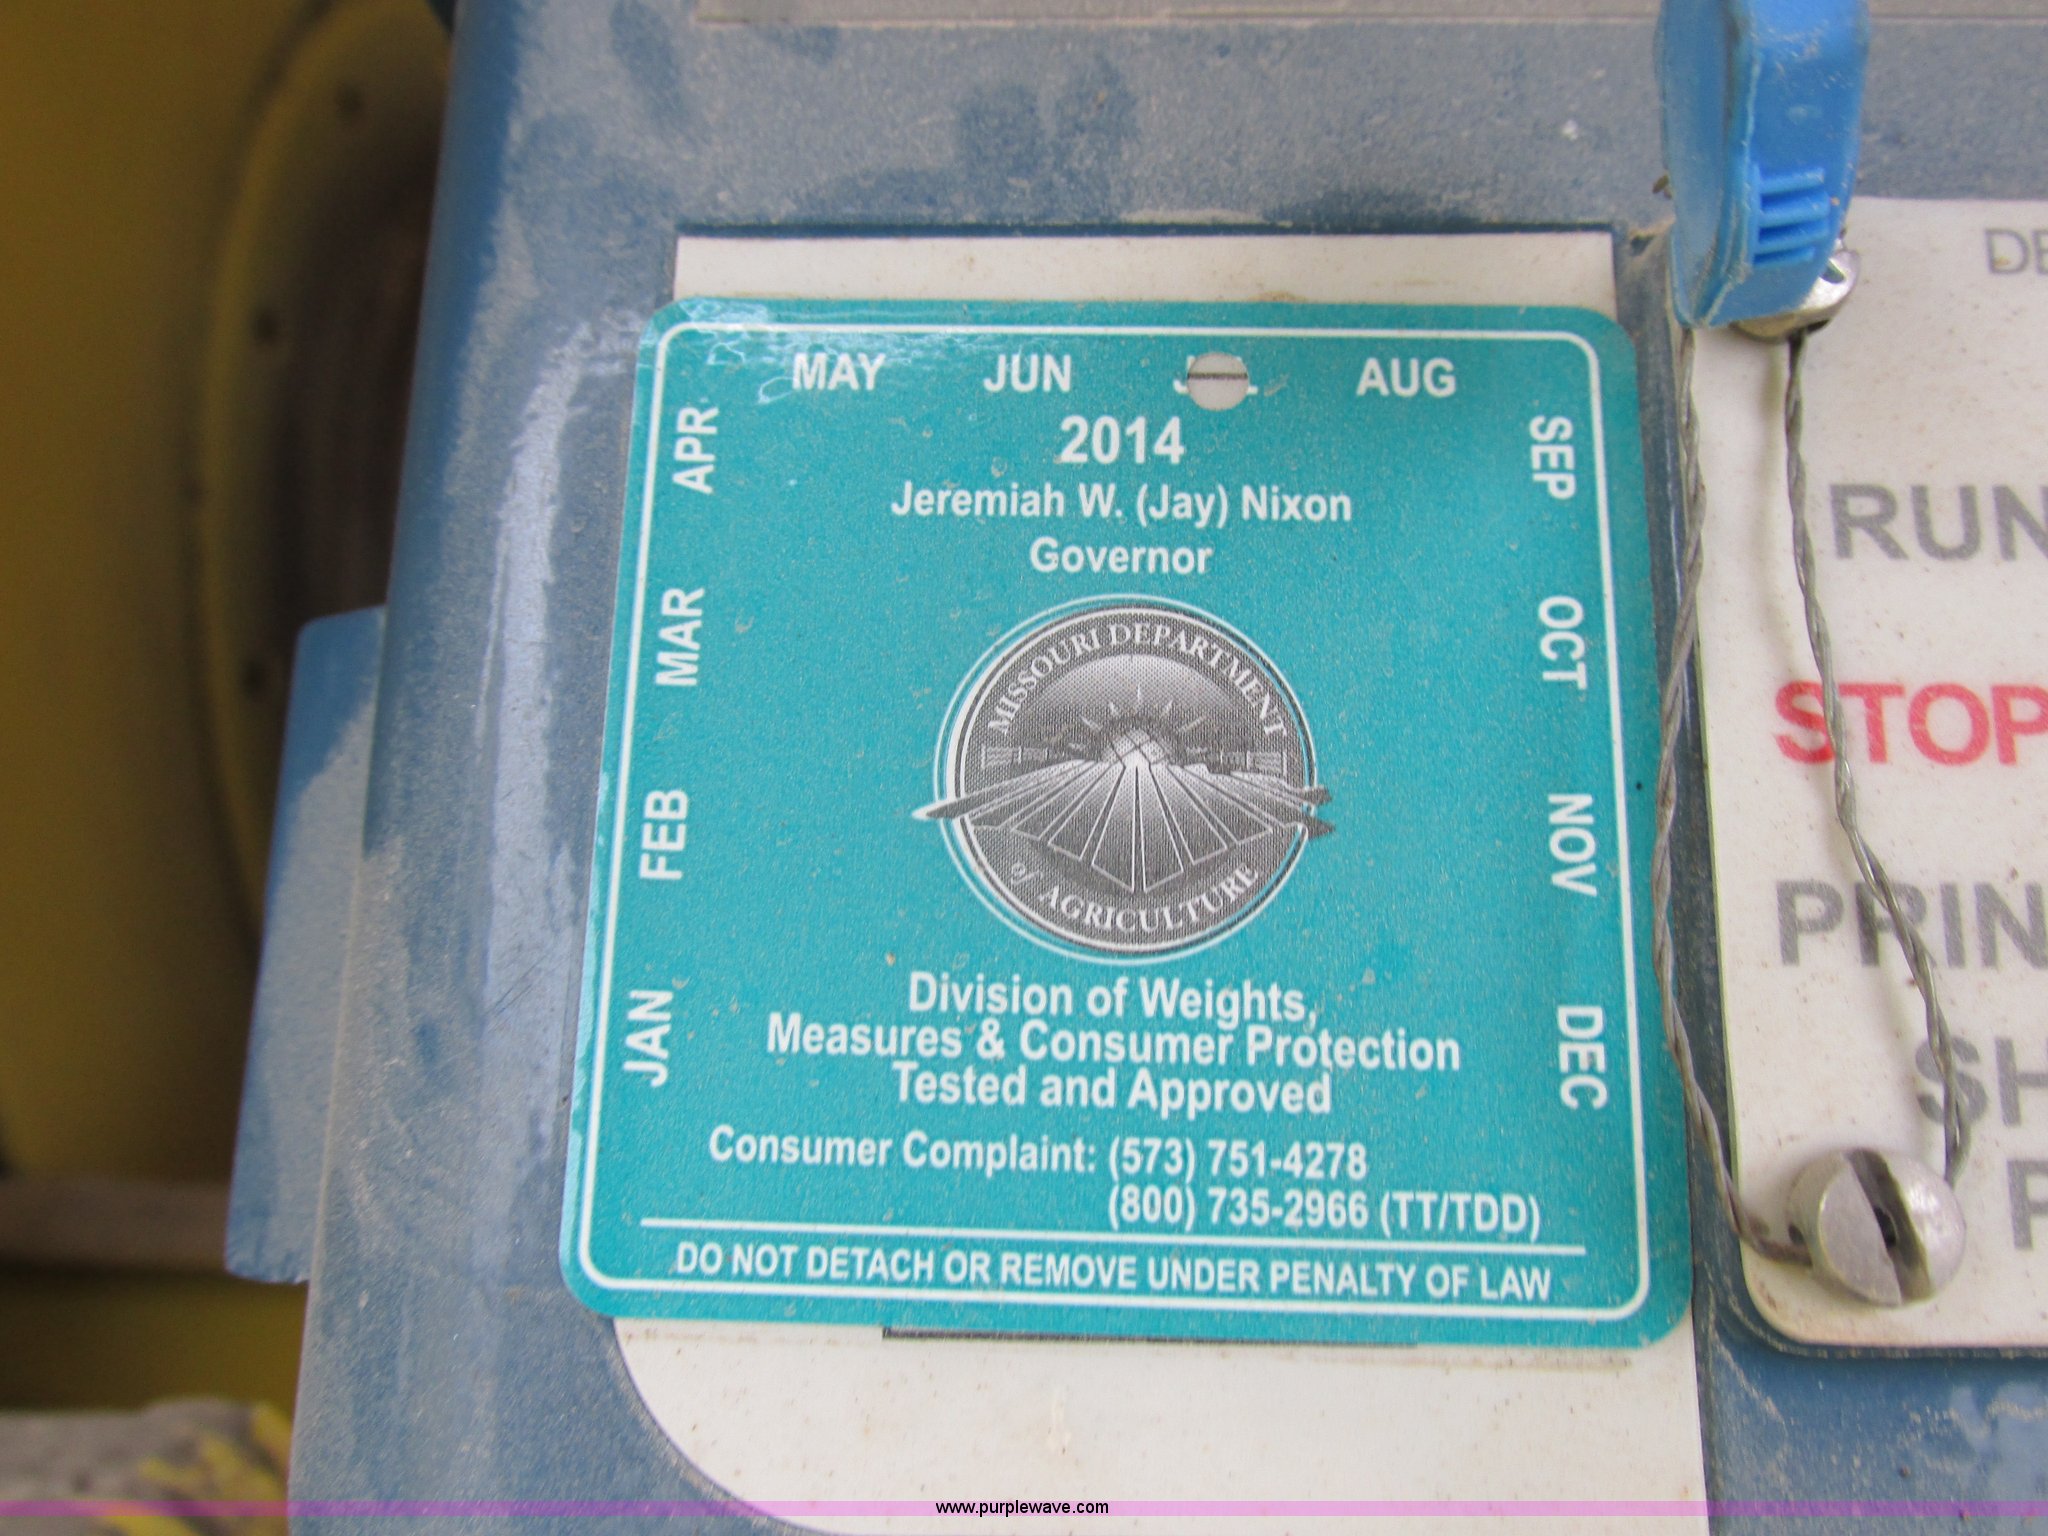 MAY JUN AUG
APR
MAR
FEB
JAN
2014
Jeremiah W. (Jay) Nixon
Governor
MISSOURI DEPARTMENT
of AGRICULTURE
Division of Weights,
Measures & Consumer Protection
Tested and Approved
Consumer Complaint: (573) 751-4278
(800) 735-2966 (TT/TDD)
DO NOT DETACH OR REMOVE UNDER PENALTY OF LAW
SEP
OCT
NOV
DEC
DE
RUN
STOP
PRIN
SH
P
www.purplewave.com